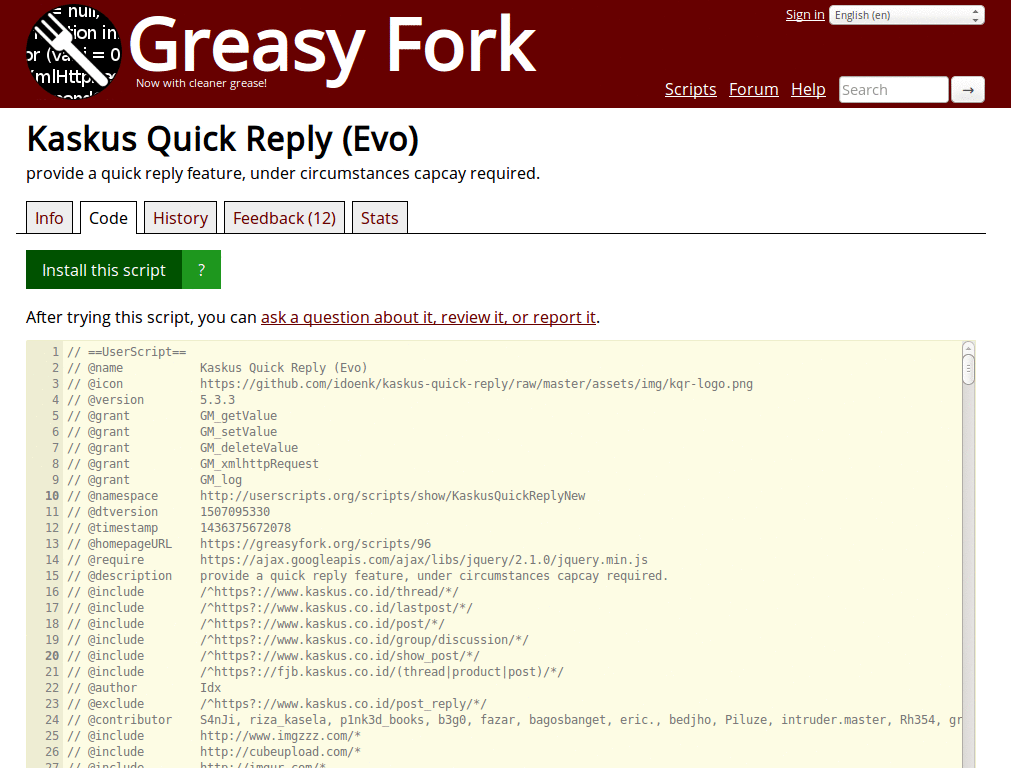 = null,
nction in
or (va i = 0
XmlHttp
Greasy Fork
Now with cleaner grease!
Sign in English (en)
Scripts Forum Help Search →
Kaskus Quick Reply (Evo)
provide a quick reply feature, under circumstances capcay required.
Info Code History Feedback (12) Stats
Install this script ?
After trying this script, you can ask a question about it, review it, or report it.
1 // ==UserScript==
2 // @name Kaskus Quick Reply (Evo)
3 // @icon https://github.com/idoenk/kaskus-quick-reply/raw/master/assets/img/kqr-logo.png
4 // @version 5.3.3
5 // @grant GM_getValue
6 // @grant GM_setValue
7 // @grant GM_deleteValue
8 // @grant GM_xmlhttpRequest
9 // @grant GM_log
10 // @namespace http://userscripts.org/scripts/show/KaskusQuickReplyNew
11 // @dtversion 1507095330
12 // @timestamp 1436375672078
13 // @homepageURL https://greasyfork.org/scripts/96
14 // @require https://ajax.googleapis.com/ajax/libs/jquery/2.1.0/jquery.min.js
15 // @description provide a quick reply feature, under circumstances capcay required.
16 // @include /^https?://www.kaskus.co.id/thread/*/
17 // @include /^https?://www.kaskus.co.id/lastpost/*/
18 // @include /^https?://www.kaskus.co.id/post/*/
19 // @include /^https?://www.kaskus.co.id/group/discussion/*/
20 // @include /^https?://www.kaskus.co.id/show_post/*/
21 // @include /^https?://fjb.kaskus.co.id/(thread|product|post)/*/
22 // @author Idx
23 // @exclude /^https?://www.kaskus.co.id/post_reply/*/
24 // @contributor S4nJi, riza_kasela, p1nk3d_books, b3g0, fazar, bagosbanget, eric., bedjho, Piluze, intruder.master, Rh354, gr
25 // @include http://www.imgzzz.com/*
26 // @include http://cubeupload.com/*
27 // @include http://imgur.com/*